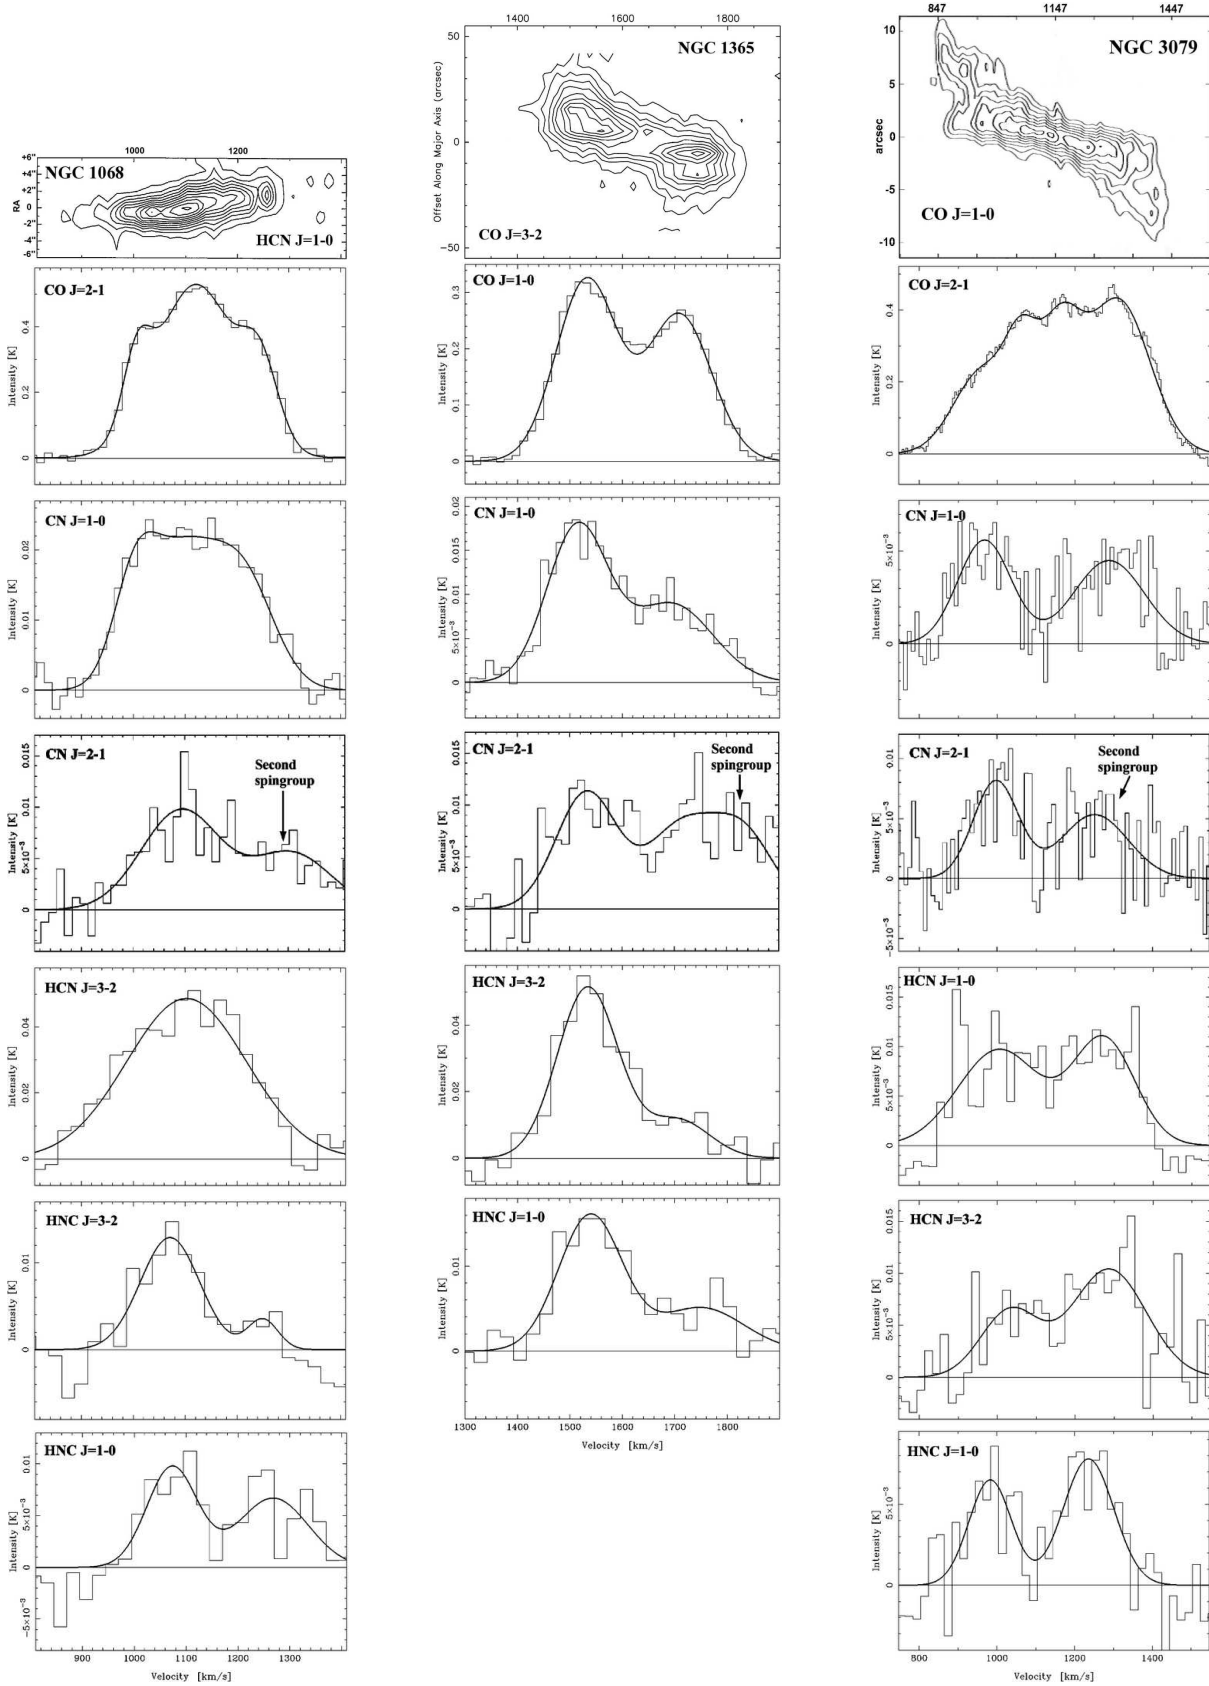 NGC 1068
1000 1200
+6"
+4"
+2"
0
-2"
-4"
-6"
RA
HCN J=1-0
CO J=2-1
Intensity [K]
0 0.2 0.4
CN J=1-0
Intensity [K]
0 0.01 0.02
CN J=2-1
Second
spingroup
Intensity [K]
0 5×10⁻³ 0.01 0.015
HCN J=3-2
Intensity [K]
0 0.02 0.04
HNC J=3-2
Intensity [K]
0 0.01
HNC J=1-0
Intensity [K]
-5×10⁻³ 0 5×10⁻³ 0.01
900 1000 1100 1200 1300
Velocity [km/s]
1400 1600 1800
NGC 1365
50
0
-50
Offset Along Major Axis (arcsec)
CO J=3-2
CO J=1-0
Intensity [K]
0 0.1 0.2 0.3
CN J=1-0
Intensity [K]
0 5×10⁻³ 0.01 0.015 0.02
CN J=2-1
Second
spingroup
Intensity [K]
0 5×10⁻³ 0.01 0.015
HCN J=3-2
Intensity [K]
0 0.02 0.04
HNC J=1-0
Intensity [K]
0 0.01
1300 1400 1500 1600 1700 1800
Velocity [km/s]
847 1147 1447
NGC 3079
10
5
0
-5
-10
arcsec
CO J=1-0
CO J=2-1
Intensity [K]
0 0.2 0.4
CN J=1-0
Intensity [K]
0 5×10⁻³
CN J=2-1
Second
spingroup
Intensity [K]
-5×10⁻³ 0 5×10⁻³ 0.01
HCN J=1-0
Intensity [K]
0 5×10⁻³ 0.01 0.015
HCN J=3-2
Intensity [K]
0 5×10⁻³ 0.01 0.015
HNC J=1-0
Intensity [K]
0 5×10⁻³
800 1000 1200 1400
Velocity [km/s]